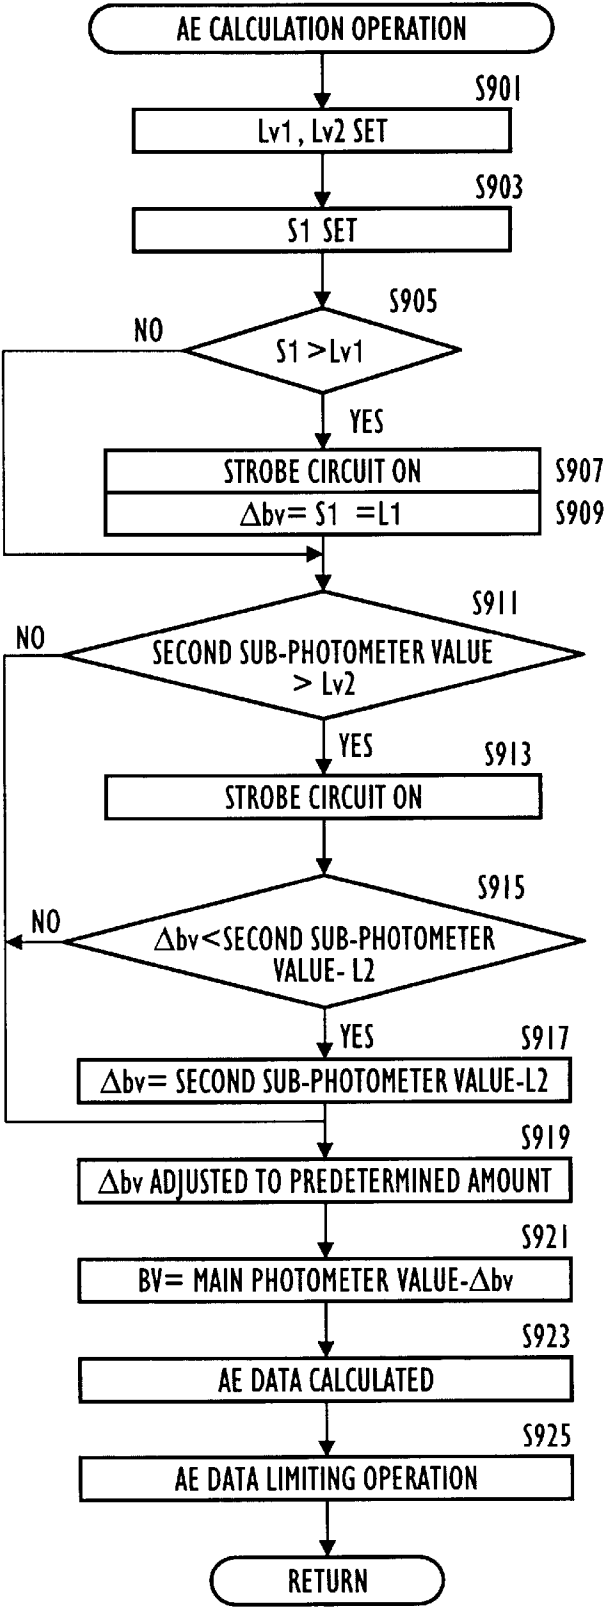 AE CALCULATION OPERATION
S901
Lv1, Lv2 SET
S903
S1 SET
S905
NO
S1 >Lv1
YES
STROBE CIRCUIT ON
S907
Δbv= S1 =L1
S909
S911
NO
SECOND SUB-PHOTOMETER VALUE
> Lv2
YES
S913
STROBE CIRCUIT ON
S915
NO
Δbv<SECOND SUB-PHOTOMETER
VALUE- L2
YES
S917
Δbv= SECOND SUB-PHOTOMETER VALUE-L2
S919
Δbv ADJUSTED TO PREDETERMINED AMOUNT
S921
BV= MAIN PHOTOMETER VALUE-Δbv
S923
AE DATA CALCULATED
S925
AE DATA LIMITING OPERATION
RETURN